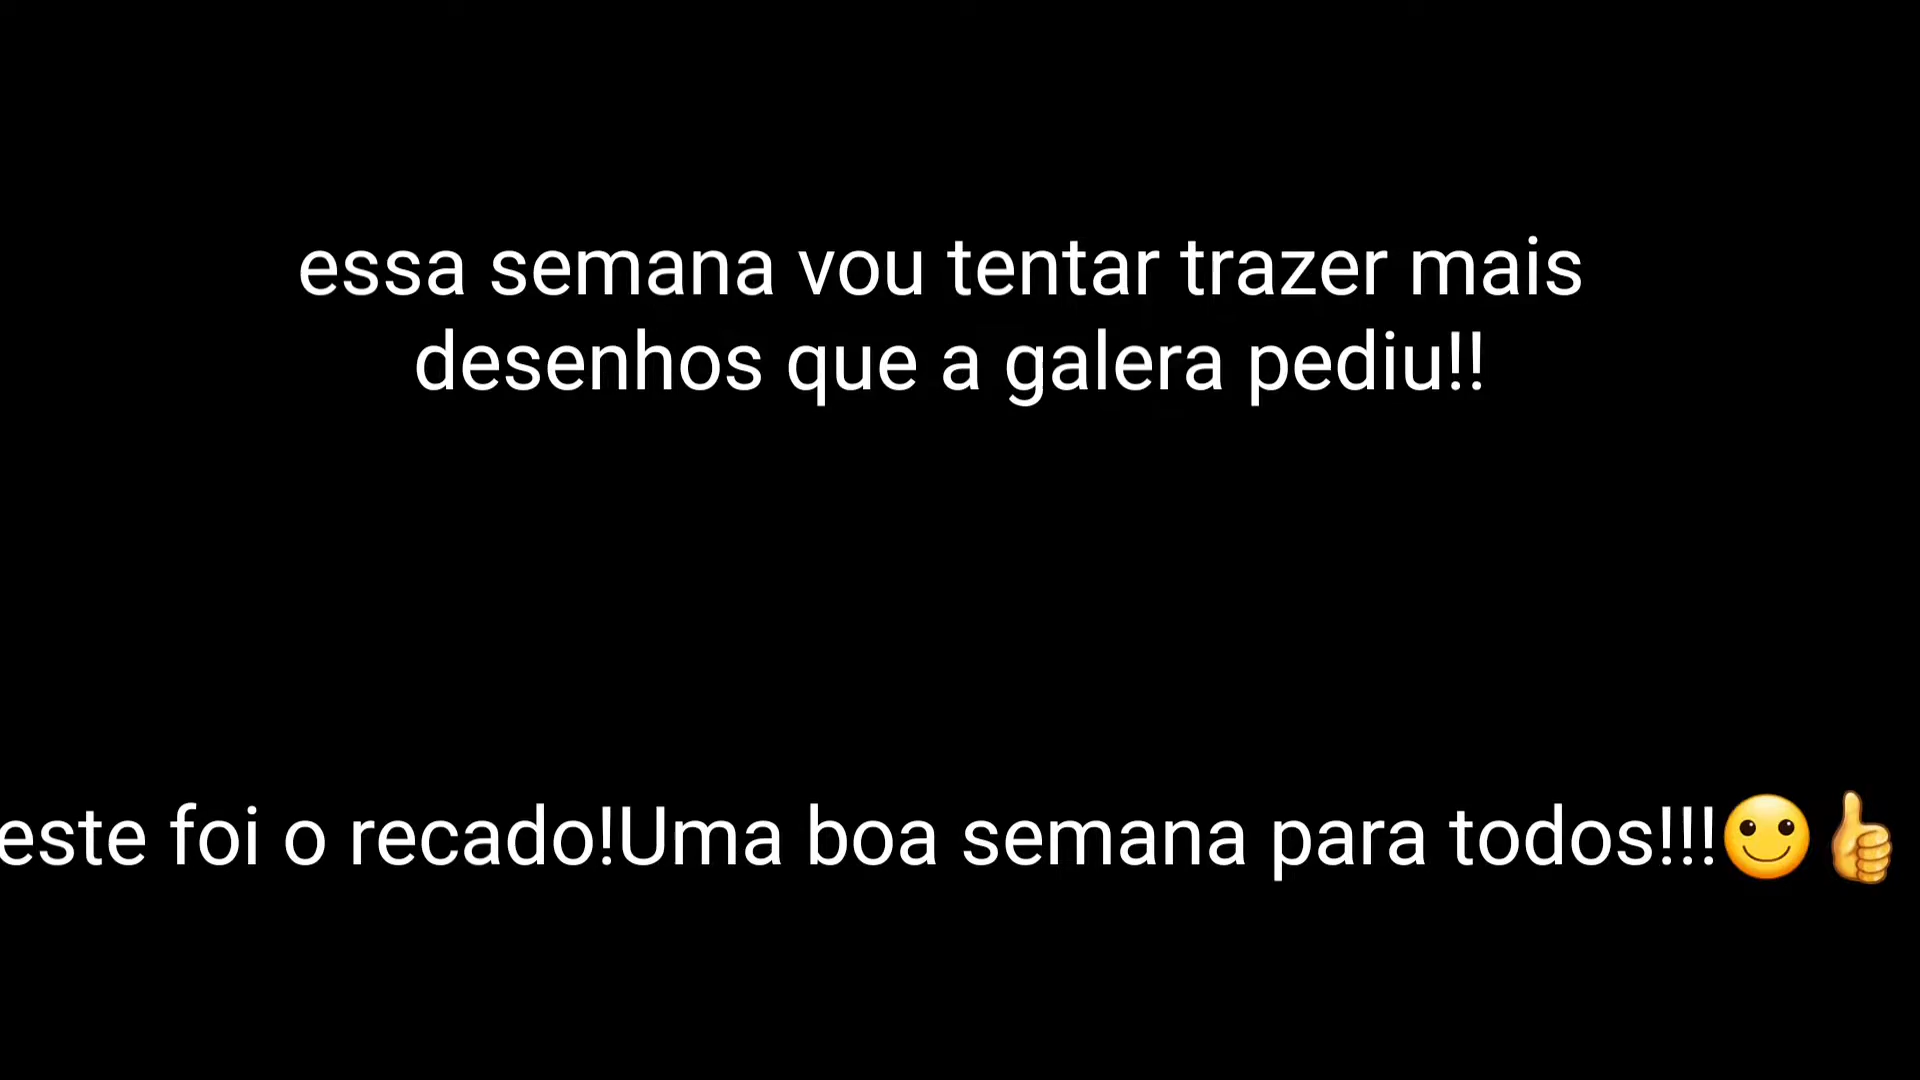 essa semana vou tentar trazer mais
desenhos que a galera pediu!!
este foi o recado!Uma boa semana para todos!!!🙂👍